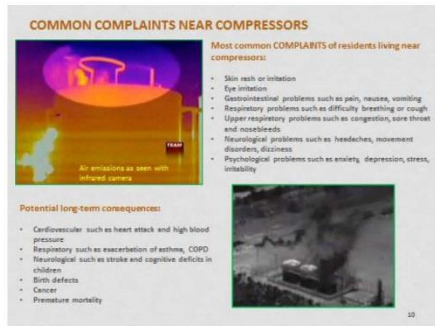 COMMON COMPLAINTS NEAR COMPRESSORS
Most common COMPLAINTS of residents living near
compressors:
• Skin rash or irritation
• Eye irritation
• Gastrointestinal problems such as pain, nausea, vomiting
• Respiratory problems such as difficulty breathing or cough
• Upper respiratory problems such as congestion, sore throat
and nosebleeds
• Neurological problems such as headaches, movement
disorders, dizziness
• Psychological problems such as anxiety, depression, stress,
irritability
Air emissions as seen with
infrared camera
Potential long-term consequences:
• Cardiovascular such as heart attack and high blood
pressure
• Respiratory such as exacerbation of asthma, COPD
• Neurological such as stroke and cognitive deficits in
children
• Birth defects
• Cancer
• Premature mortality
10